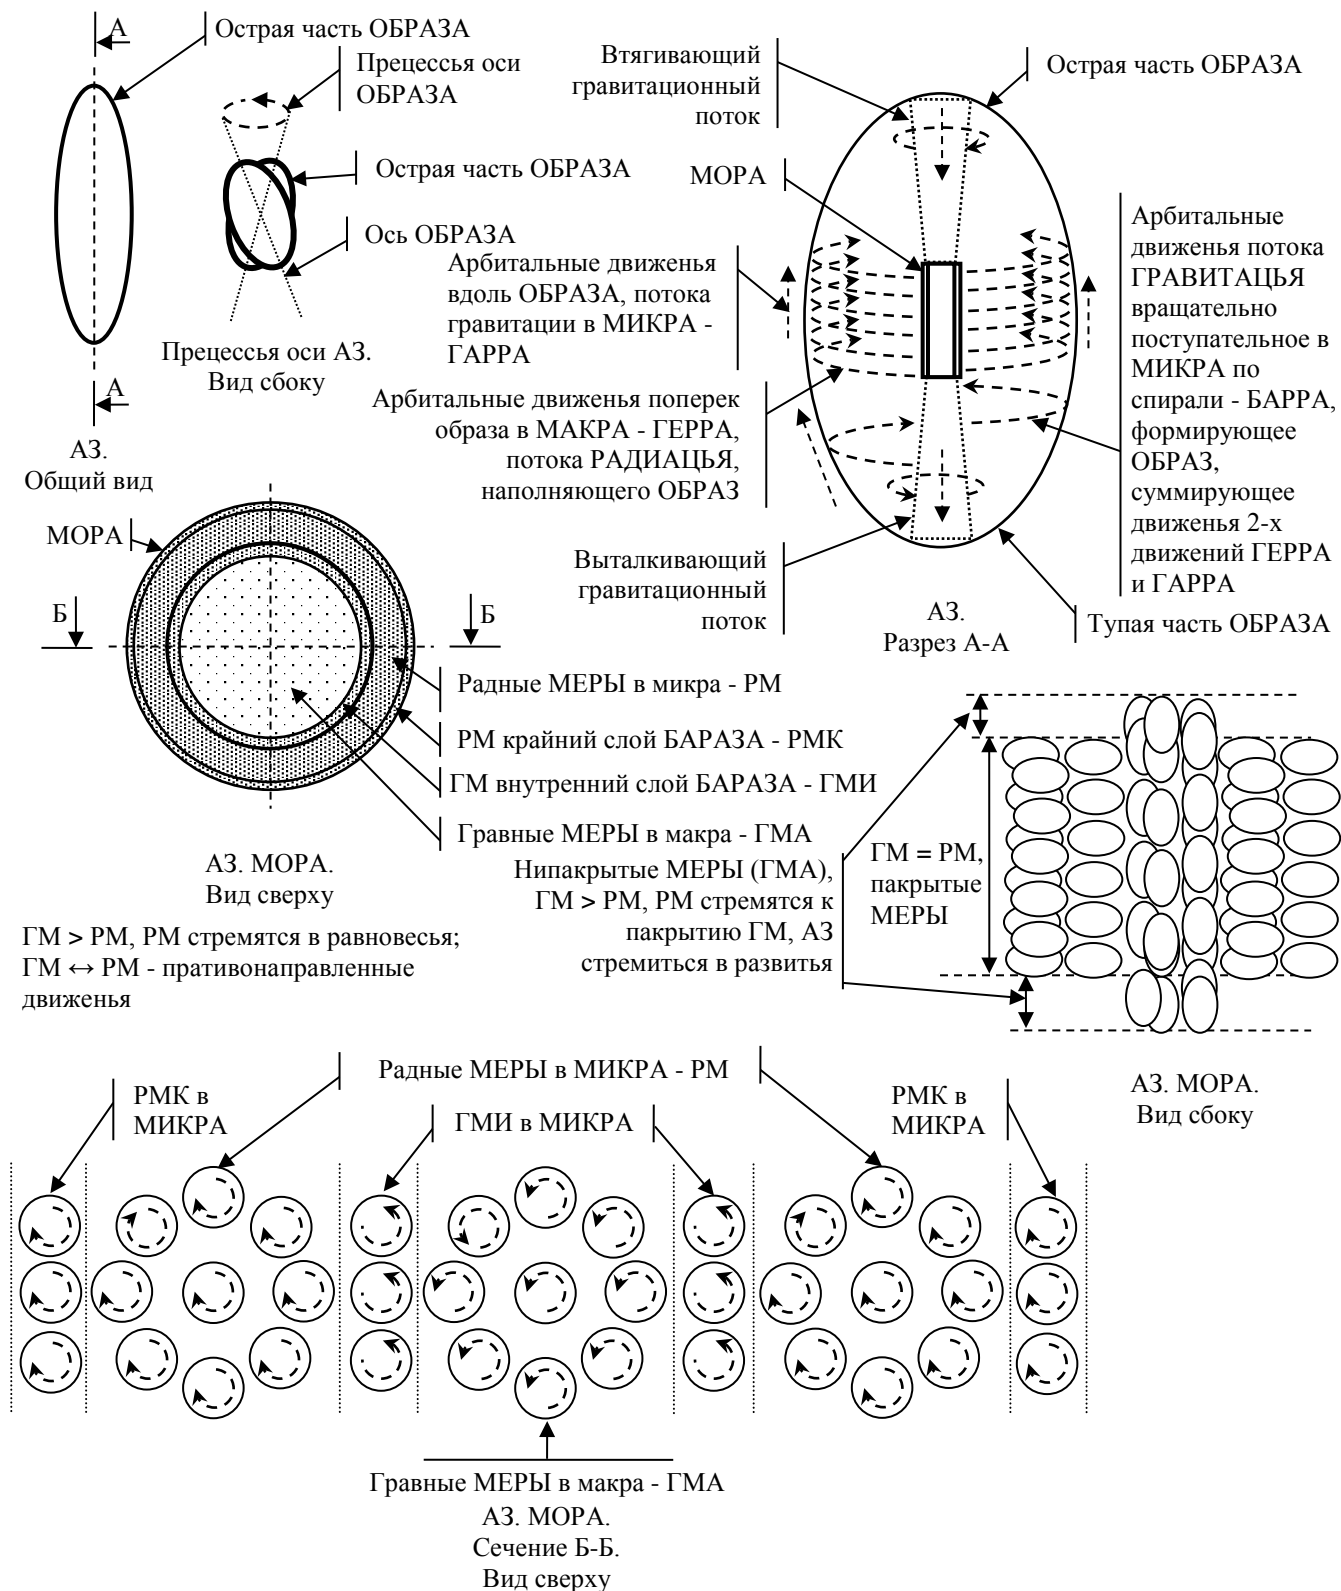 А
Острая часть ОБРАЗА
Прецессья оси
ОБРАЗА
Острая часть ОБРАЗА
Ось ОБРАЗА
Прецессья оси АЗ.
Вид сбоку
А
АЗ.
Общий вид
Втягивающий
гравитационный
поток
Острая часть ОБРАЗА
МОРА
Арбитальные движенья
вдоль ОБРАЗА, потока
гравитации в МИКРА -
ГАРРА
Арбитальные движенья поперек
образа в МАКРА - ГЕРРА,
потока РАДИАЦЬЯ,
наполняющего ОБРАЗ
Выталкивающий
гравитационный
поток
Арбитальные
движенья потока
ГРАВИТАЦЬЯ
вращательно
поступательное в
МИКРА по
спирали - БАРРА,
формирующее
ОБРАЗ,
суммирующее
движенья 2-х
движений ГЕРРА
и ГАРРА
Тупая часть ОБРАЗА
АЗ.
Разрез А-А
МОРА
Б
Б
Радные МЕРЫ в микра - РМ
РМ крайний слой БАРАЗА - РМК
ГМ внутренний слой БАРАЗА - ГМИ
Гравные МЕРЫ в макра - ГМА
АЗ. МОРА.
Вид сверху
ГМ > РМ, РМ стремятся в равновесья;
ГМ ↔ РМ - пративонаправленные
движенья
Нипакрытые МЕРЫ (ГМА),
ГМ > РМ, РМ стремятся к
пакрытию ГМ, АЗ
стремиться в развитья
ГМ = РМ,
пакрытые
МЕРЫ
АЗ. МОРА.
Вид сбоку
Радные МЕРЫ в МИКРА - РМ
РМК в
МИКРА
ГМИ в МИКРА
РМК в
МИКРА
Гравные МЕРЫ в макра - ГМА
АЗ. МОРА.
Сечение Б-Б.
Вид сверху